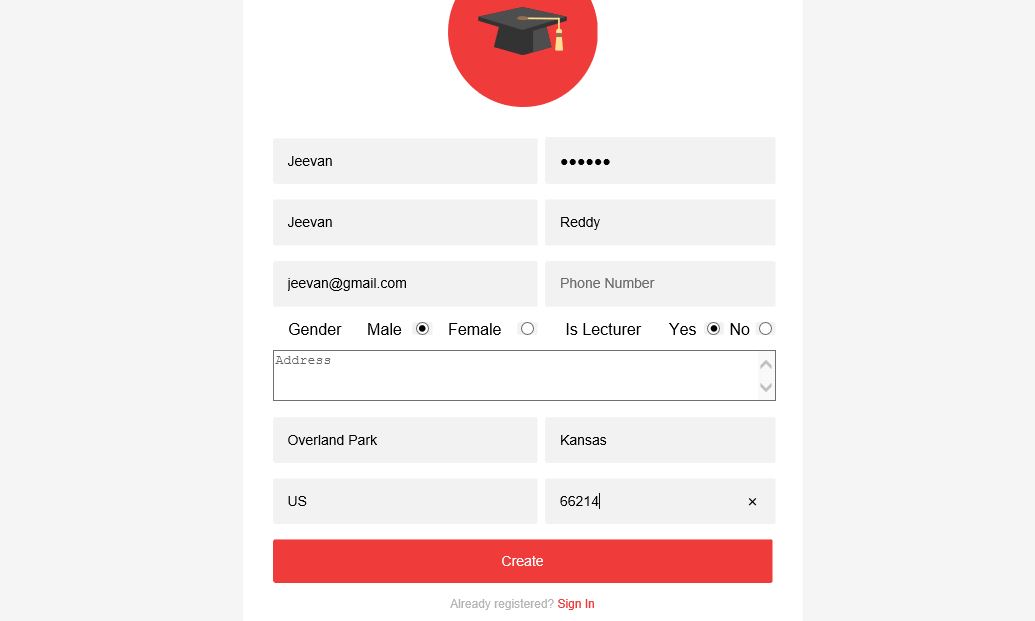 Jeevan ●●●●●●
Jeevan Reddy
jeevan@gmail.com Phone Number
Gender Male Female Is Lecturer Yes No
Address
Overland Park Kansas
US 66214 ×
Create
Already registered? Sign In